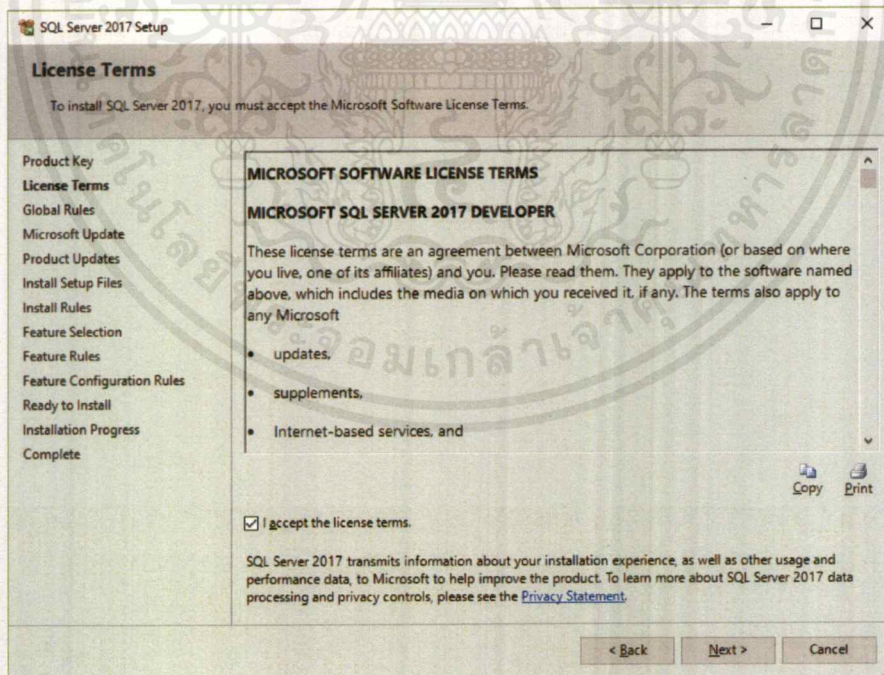 SQL Server 2017 Setup
License Terms
To install SQL Server 2017, you must accept the Microsoft Software License Terms.
Product Key
License Terms
Global Rules
Microsoft Update
Product Updates
Install Setup Files
Install Rules
Feature Selection
Feature Rules
Feature Configuration Rules
Ready to Install
Installation Progress
Complete
MICROSOFT SOFTWARE LICENSE TERMS
MICROSOFT SQL SERVER 2017 DEVELOPER
These license terms are an agreement between Microsoft Corporation (or based on where
you live, one of its affiliates) and you. Please read them. They apply to the software named
above, which includes the media on which you received it, if any. The terms also apply to
any Microsoft
• updates,
• supplements,
• Internet-based services, and
Copy Print
I accept the license terms.
SQL Server 2017 transmits information about your installation experience, as well as other usage and
performance data, to Microsoft to help improve the product. To learn more about SQL Server 2017 data
processing and privacy controls, please see the Privacy Statement.
< Back Next > Cancel